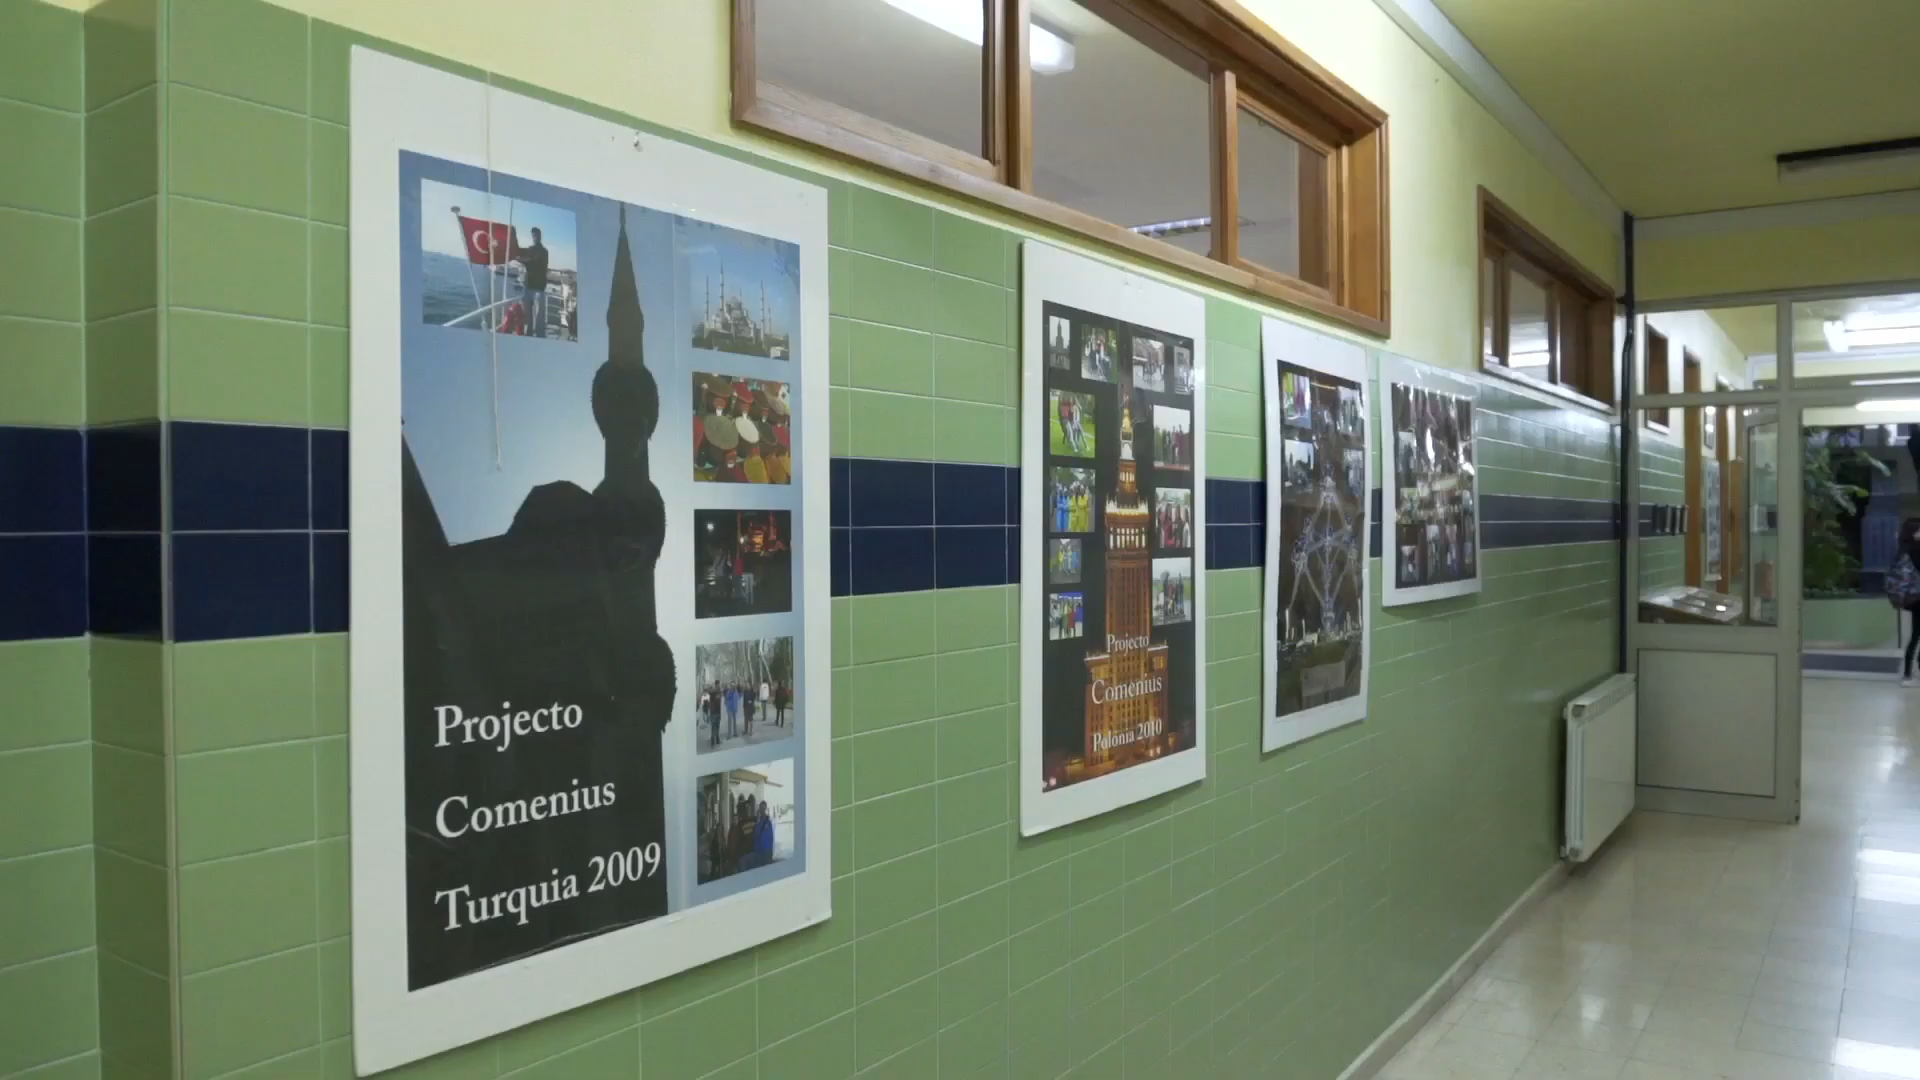 Projecto
Comenius
Turquia 2009
Projecto
Comenius
Polónia 2010